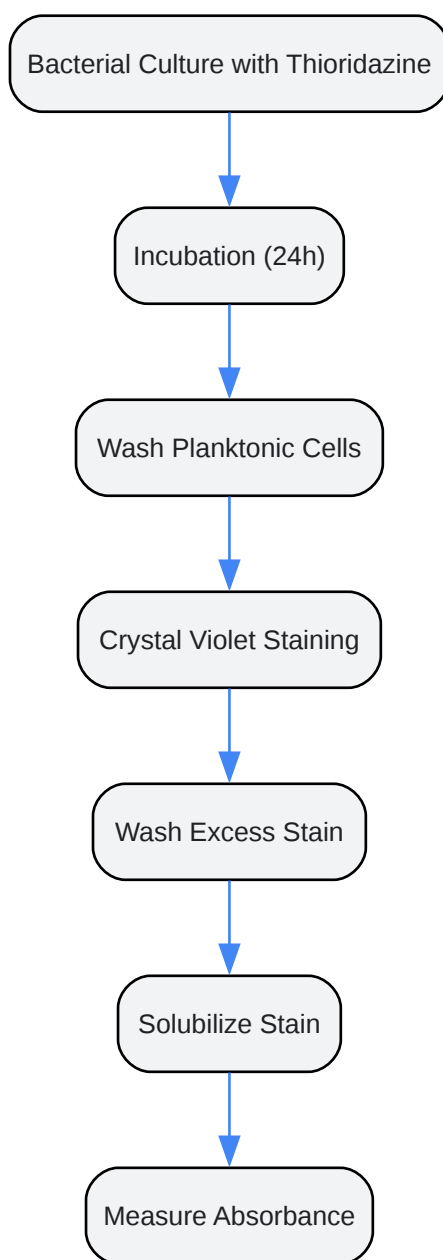 Bacterial Culture with Thioridazine
Incubation (24h)
Wash Planktonic Cells
Crystal Violet Staining
Wash Excess Stain
Solubilize Stain
Measure Absorbance